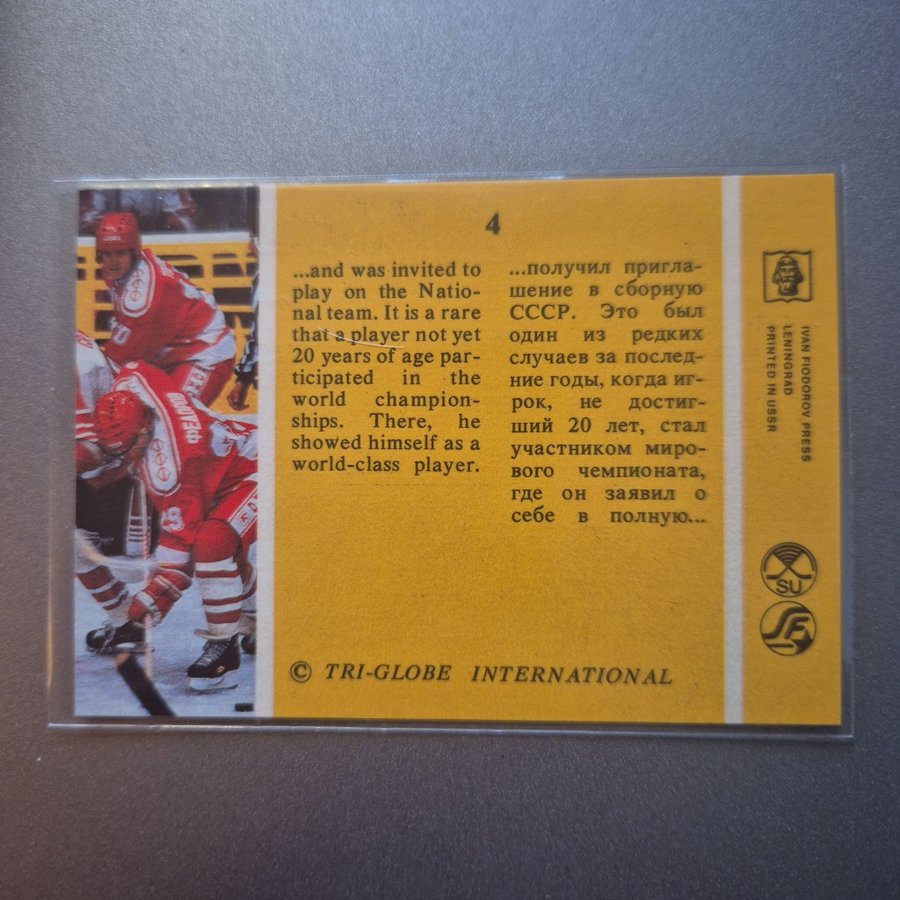 4
...and was invited to
play on the Natio-
nal team. It is a rare
that a player not yet
20 years of age par-
ticipated in the
world champion-
ships. There, he
showed himself as a
world-class player.
...получил пригла-
шение в сборную
СССР. Это был
один из редких
случаев за послед-
ние годы, когда иг-
рок, не достиг-
ший 20 лет, стал
участником миро-
вого чемпионата,
где он заявил о
себе в полную...
© TRI-GLOBE INTERNATIONAL
IVAN FIODOROV PRESS
LENINGRAD
PRINTED IN USSR
SU